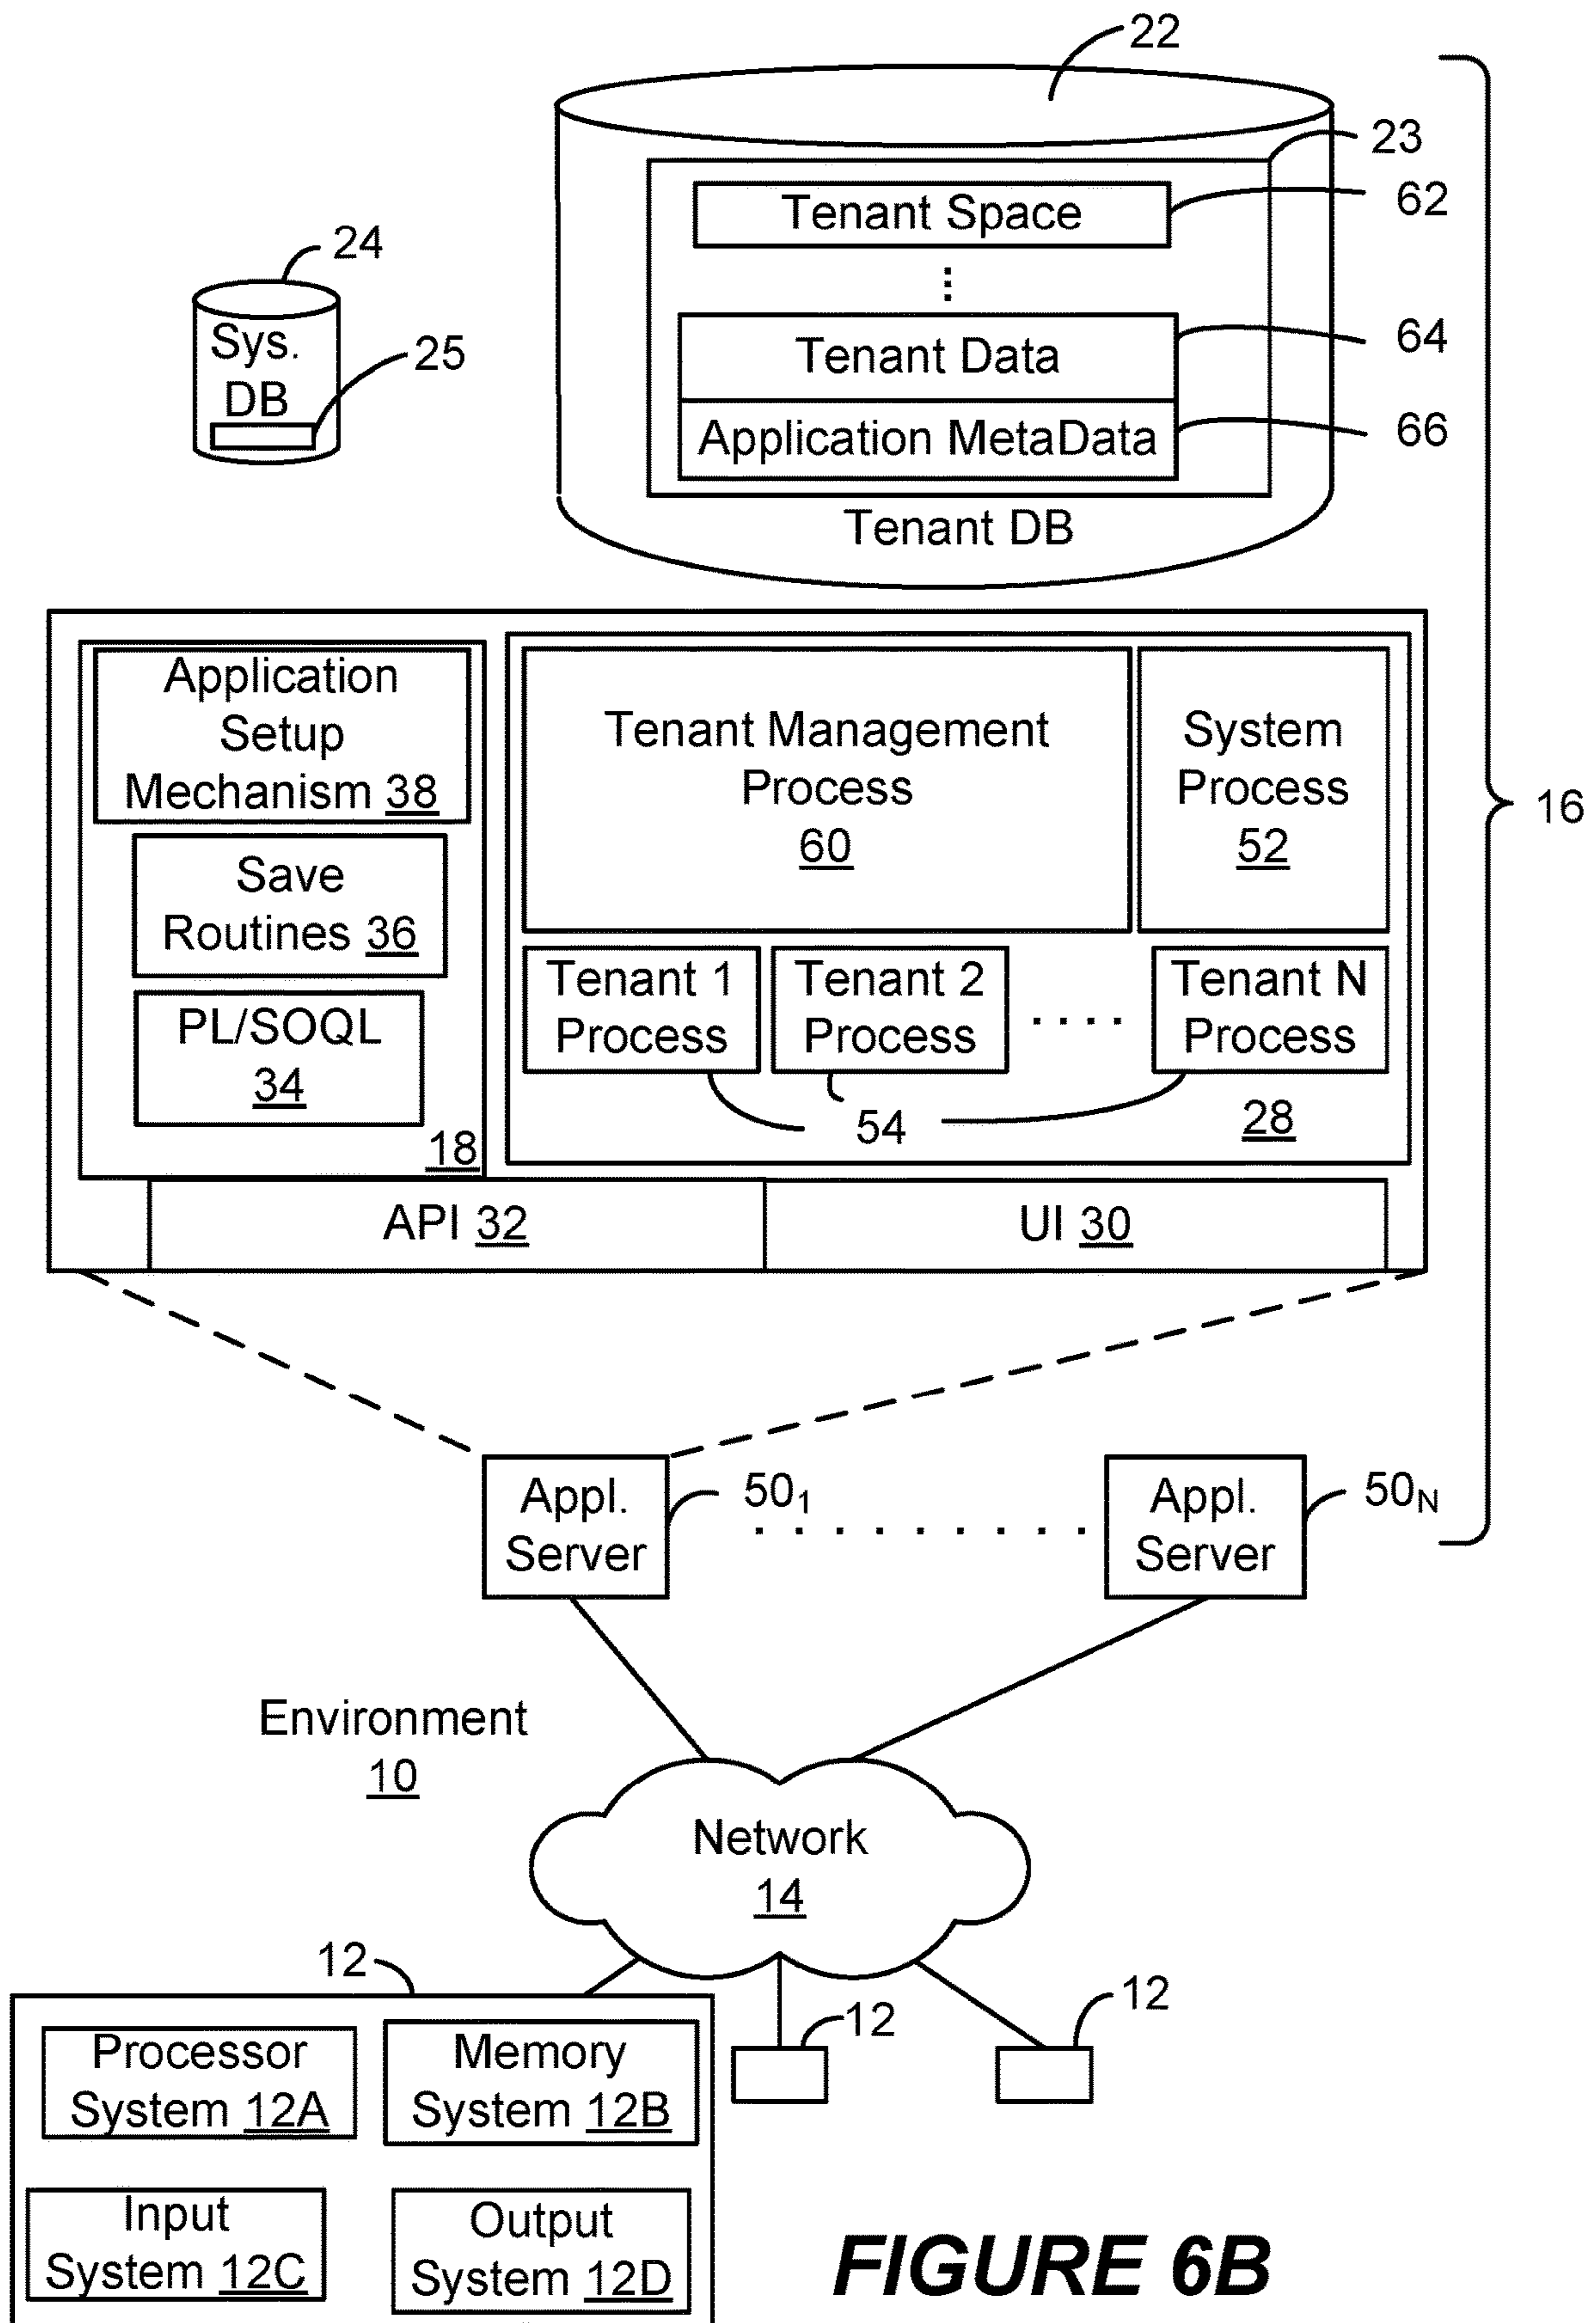 22
23
Tenant Space
62
24
Sys.
DB
25
Tenant Data
64
Application MetaData
66
Tenant DB
Application
Setup
Mechanism 38
Tenant Management
Process
60
System
Process
52
16
Save
Routines 36
Tenant 1
Process
Tenant 2
Process
....
Tenant N
Process
PL/SOQL
34
18
54
28
API 32
UI 30
Appl.
Server
50₁
. . . . . . . . . .
Appl.
Server
50N
Environment
10
Network
14
12
12
12
Processor
System 12A
Memory
System 12B
Input
System 12C
Output
System 12D
FIGURE 6B